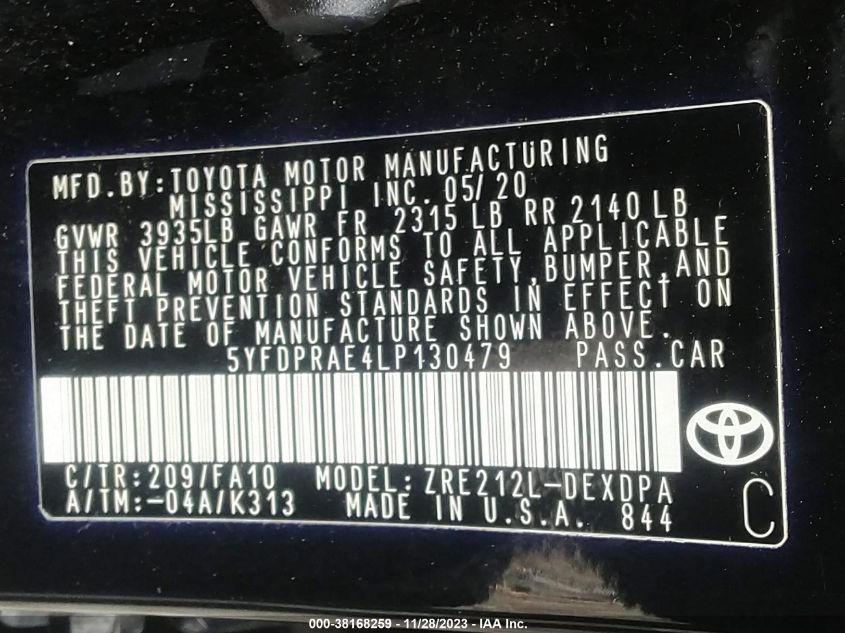 MFD.BY:TOYOTA MOTOR MANUFACTURING
MISSISSIPPI INC. 05/20
GVWR 3935LB GAWR FR 2315 LB RR 2140 LB
THIS VEHICLE CONFORMS TO ALL APPLICABLE
FEDERAL MOTOR VEHICLE SAFETY,BUMPER,AND
THEFT PREVENTION STANDARDS IN EFFECT ON
THE DATE OF MANUFACTURE SHOWN ABOVE.
5YFDPRAE4LP130479 PASS.CAR
C/TR:209/FA10 MODEL:ZRE212L-DEXDPA
A/TM:-04A/K313 MADE IN U.S.A. 844
C
000-38168259 - 11/28/2023 - IAA Inc.